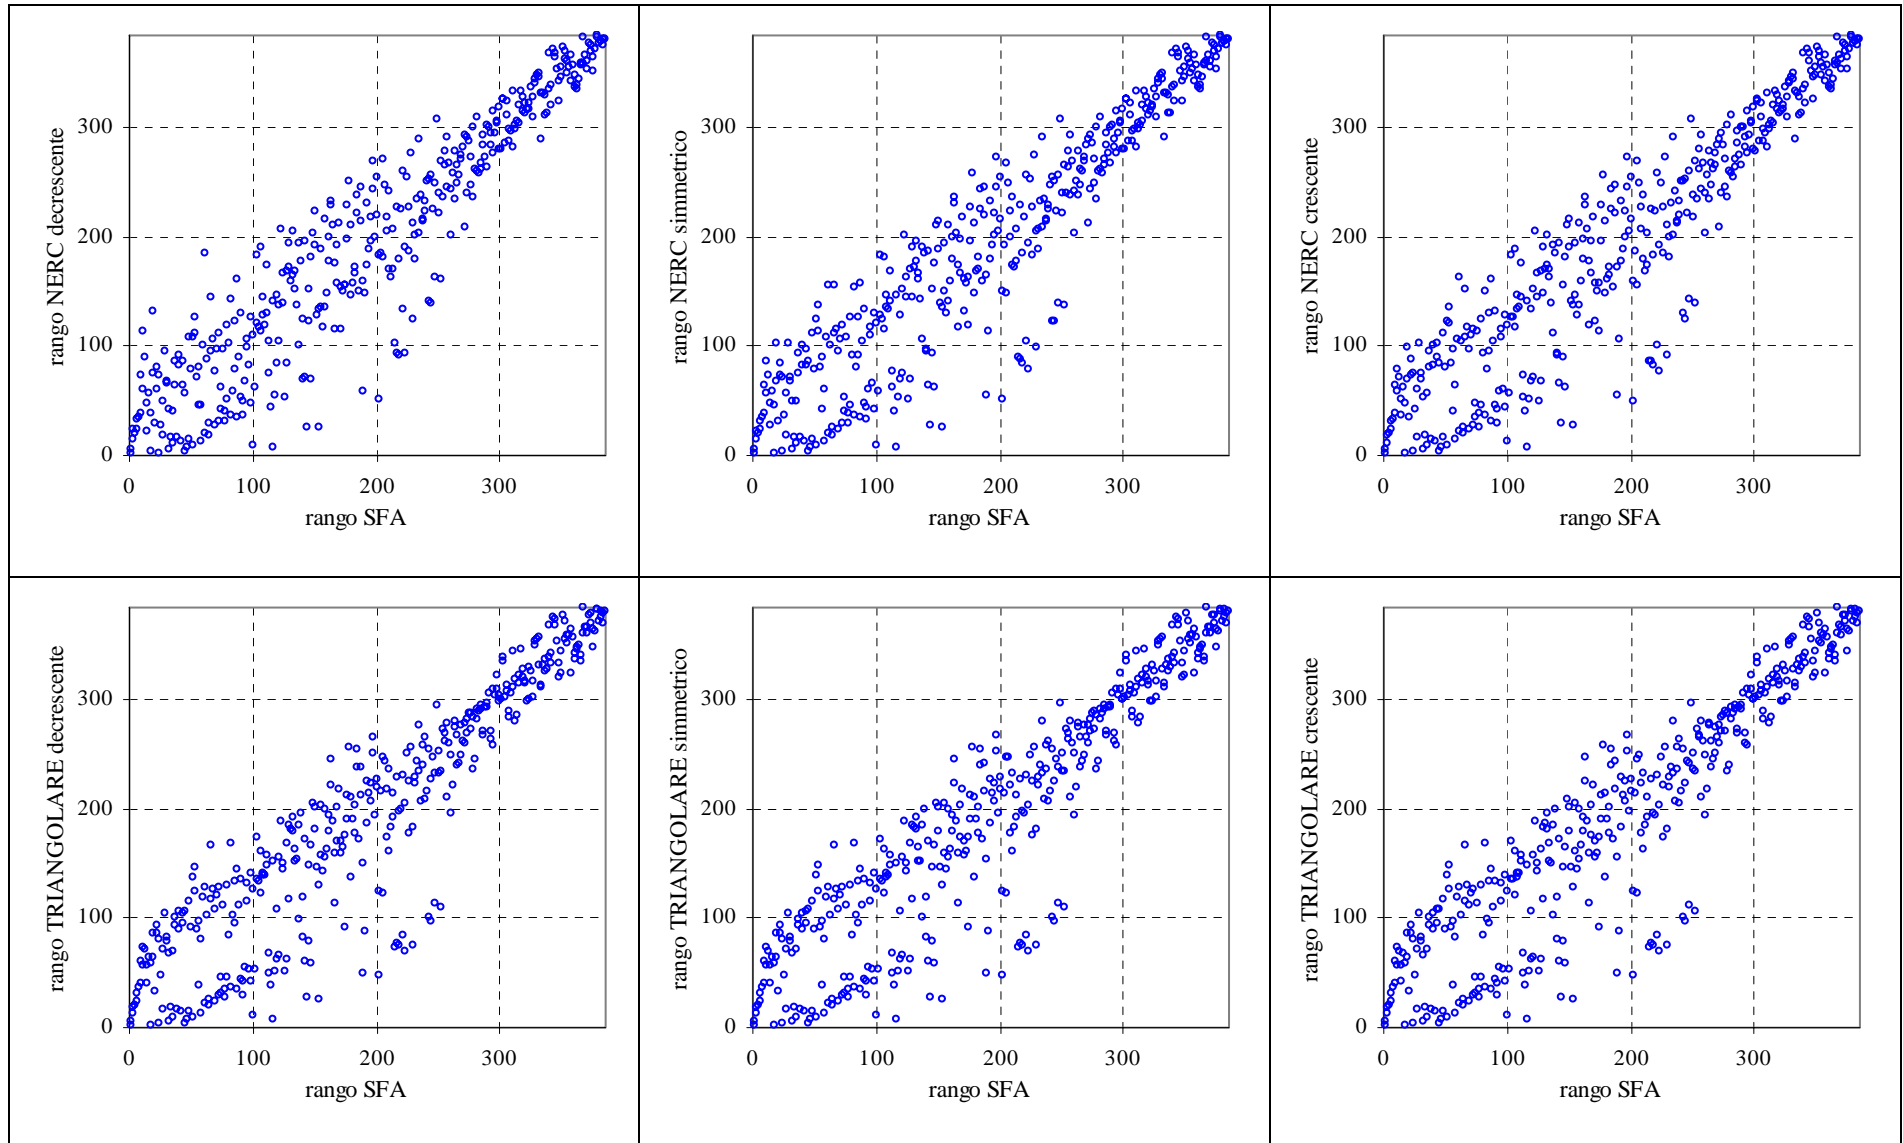 rango NERC decrescente
300
200
100
0
0 100 200 300
rango SFA
rango NERC simmetrico
300
200
100
0
0 100 200 300
rango SFA
rango NERC crescente
300
200
100
0
0 100 200 300
rango SFA
rango TRIANGOLARE decrescente
300
200
100
0
0 100 200 300
rango SFA
rango TRIANGOLARE simmetrico
300
200
100
0
0 100 200 300
rango SFA
rango TRIANGOLARE crescente
300
200
100
0
0 100 200 300
rango SFA